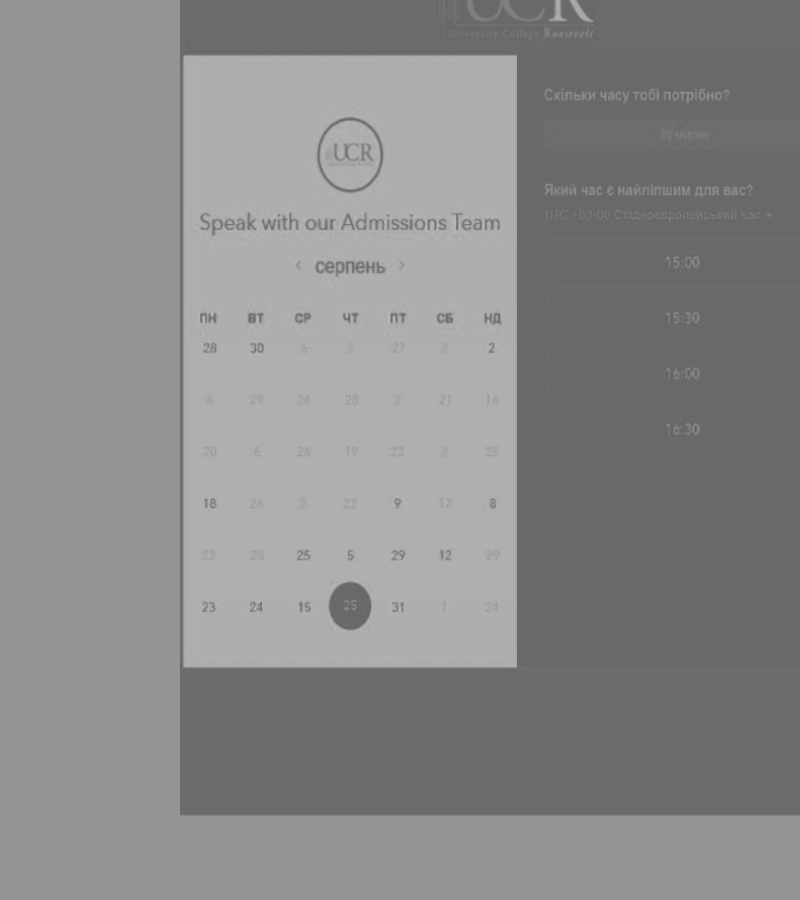 UCR
University College Roosevelt
UCR
Speak with our Admissions Team
< серпень >
ПН ВТ СР ЧТ ПТ СБ НД
28 30 6 2 27 2 2
4 29 24 20 2 21 16
20 6 26 19 23 2 25
18 26 2 23 9 17 8
22 20 25 5 29 12 29
23 24 15 25 31 1 24
Скільки часу тобі потрібно?
30 хвилин
Який час є найліпшим для вас?
UTC +03:00 Східноєвропейський час
15:00
15:30
16:00
16:30